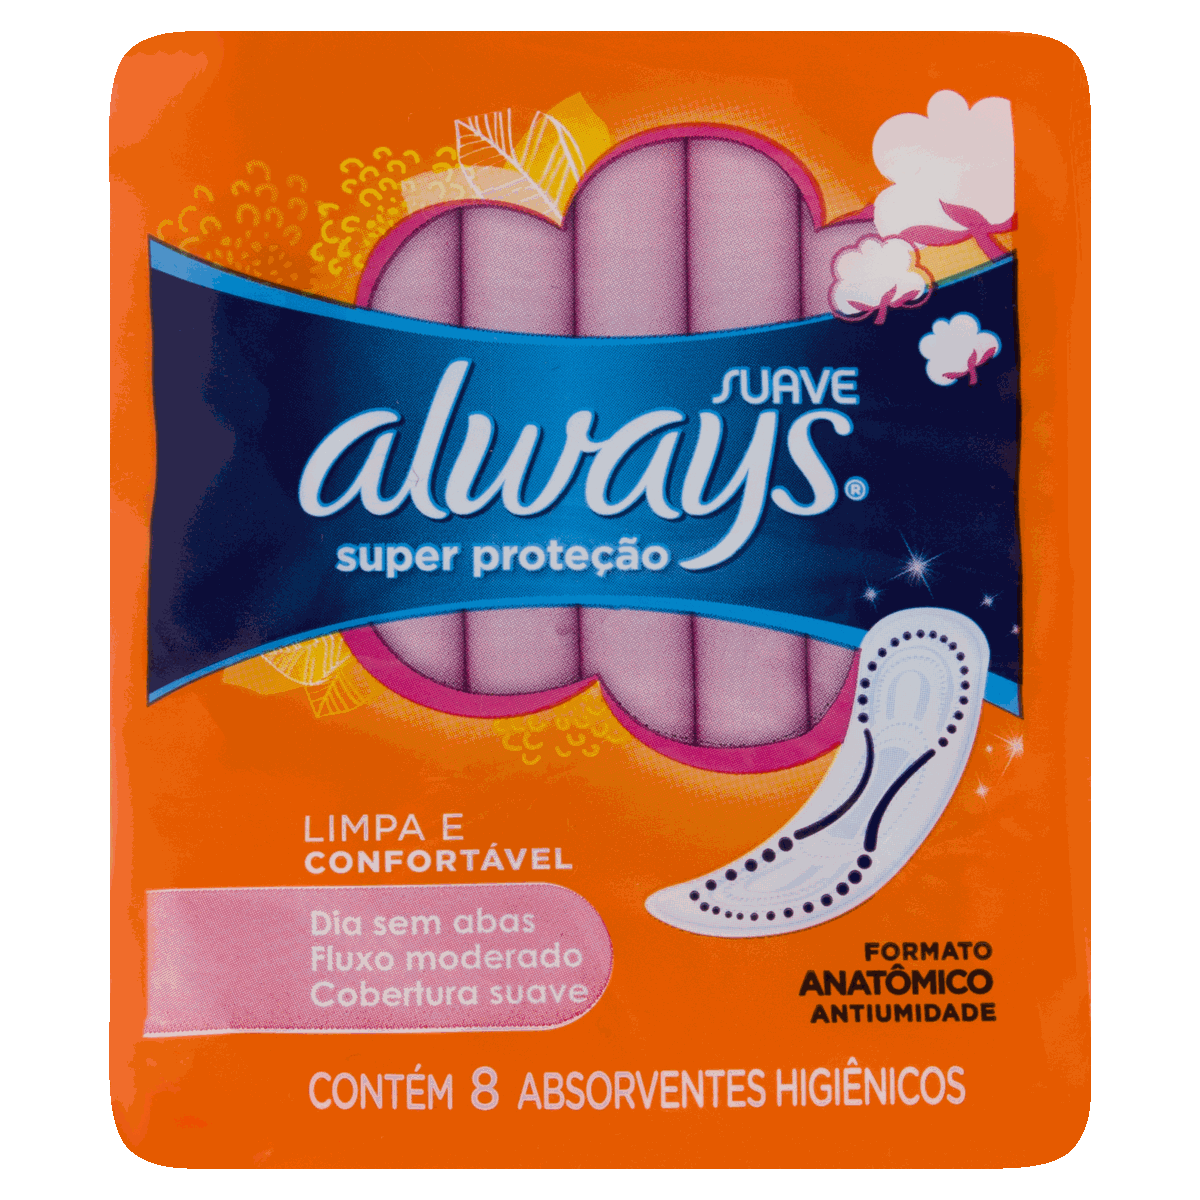 SUAVE
always®
super proteção
LIMPA E
CONFORTÁVEL
Dia sem abas
Fluxo moderado
Cobertura suave
FORMATO
ANATÔMICO
ANTIUMIDADE
CONTÉM 8 ABSORVENTES HIGIÊNICOS